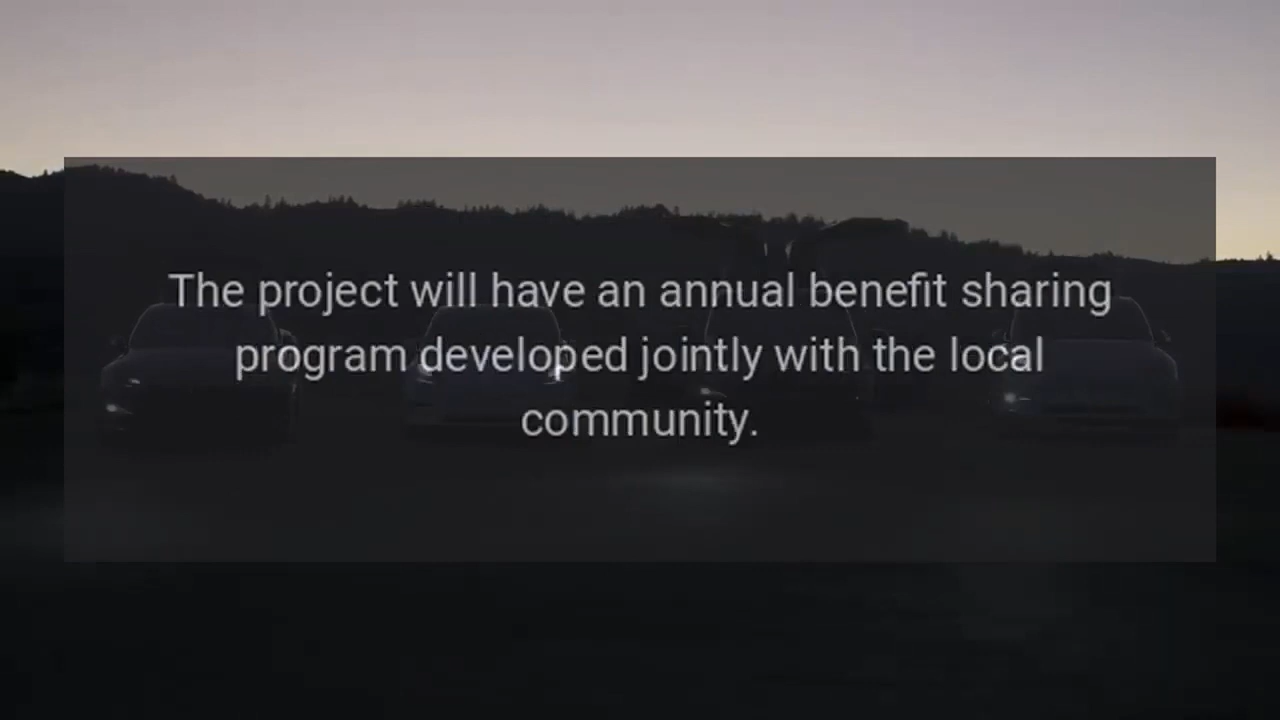 The project will have an annual benefit sharing
program developed jointly with the local
community.